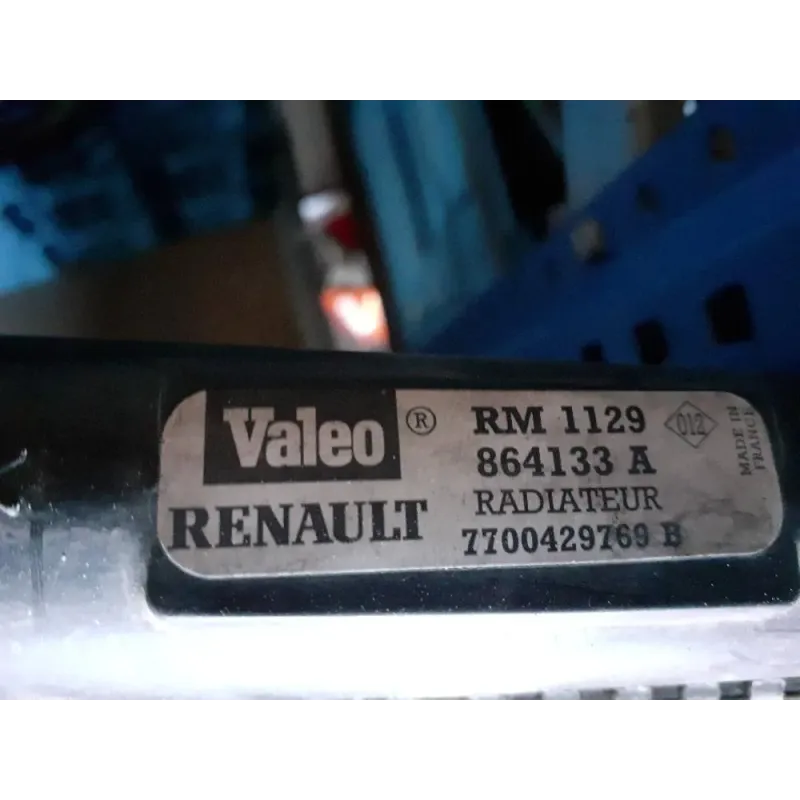 Valeo ® RM 1129
864133 A
RENAULT RADIATEUR
7700429769 B
012
MADE IN
FRANCE